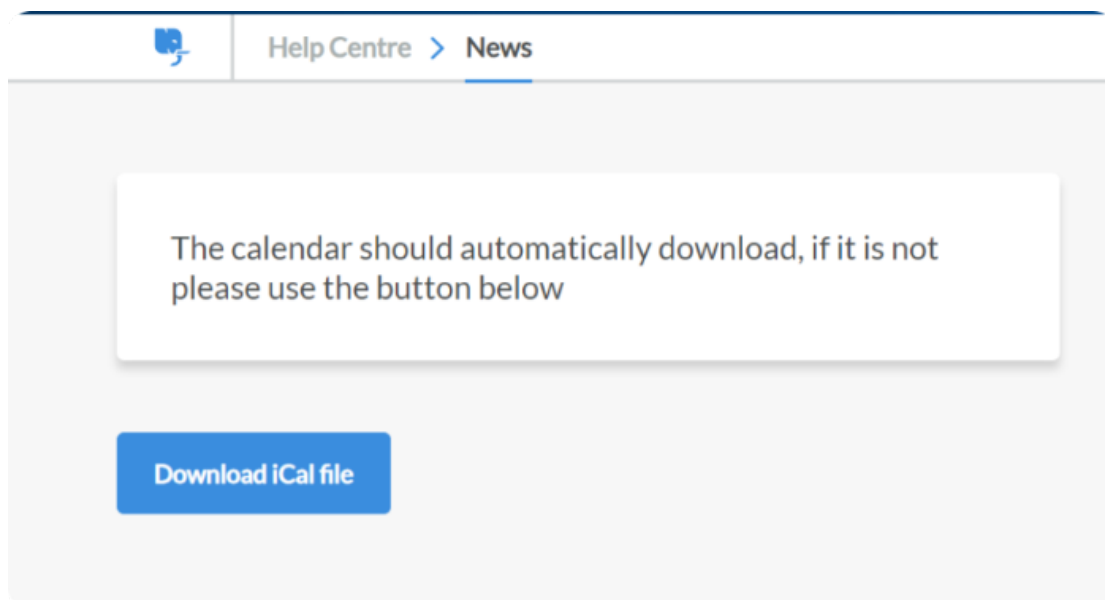 Help Centre > News
The calendar should automatically download, if it is not
please use the button below
Download iCal file